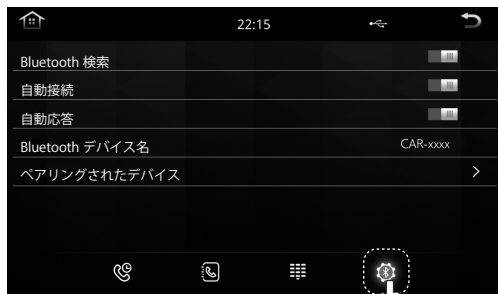 22:15
Bluetooth 検索
自動接続
自動応答
Bluetooth デバイス名 CAR-xxxx
ペアリングされたデバイス